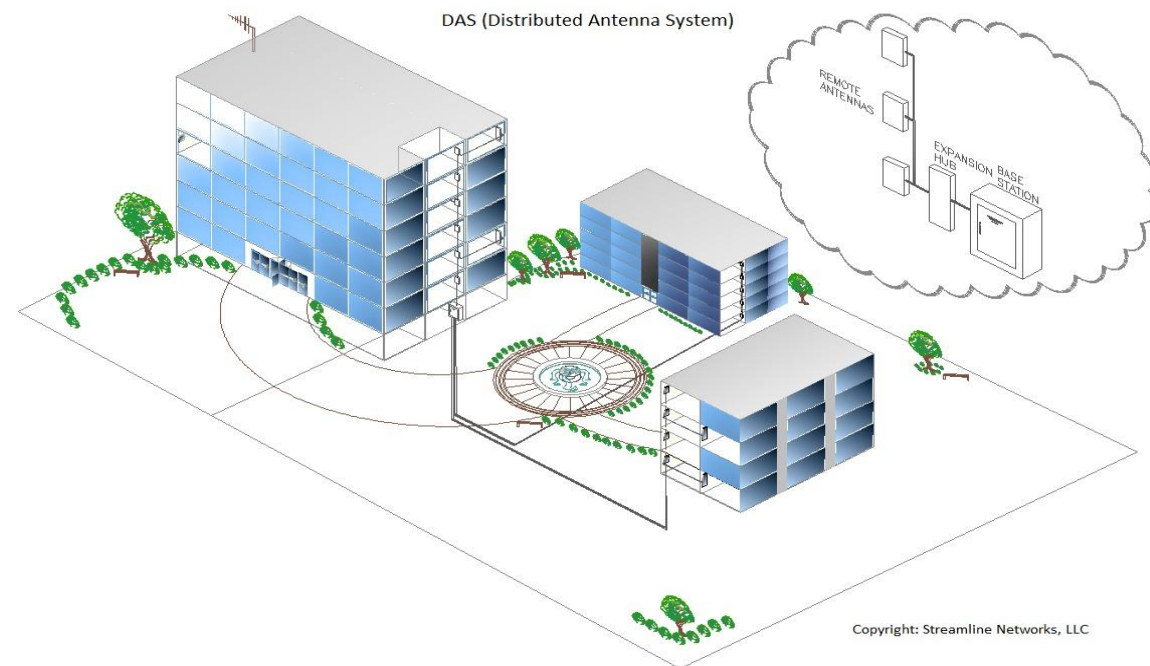 DAS (Distributed Antenna System)
REMOTE
ANTENNAS
EXPANSION
HUB
BASE
STATION
Copyright: Streamline Networks, LLC